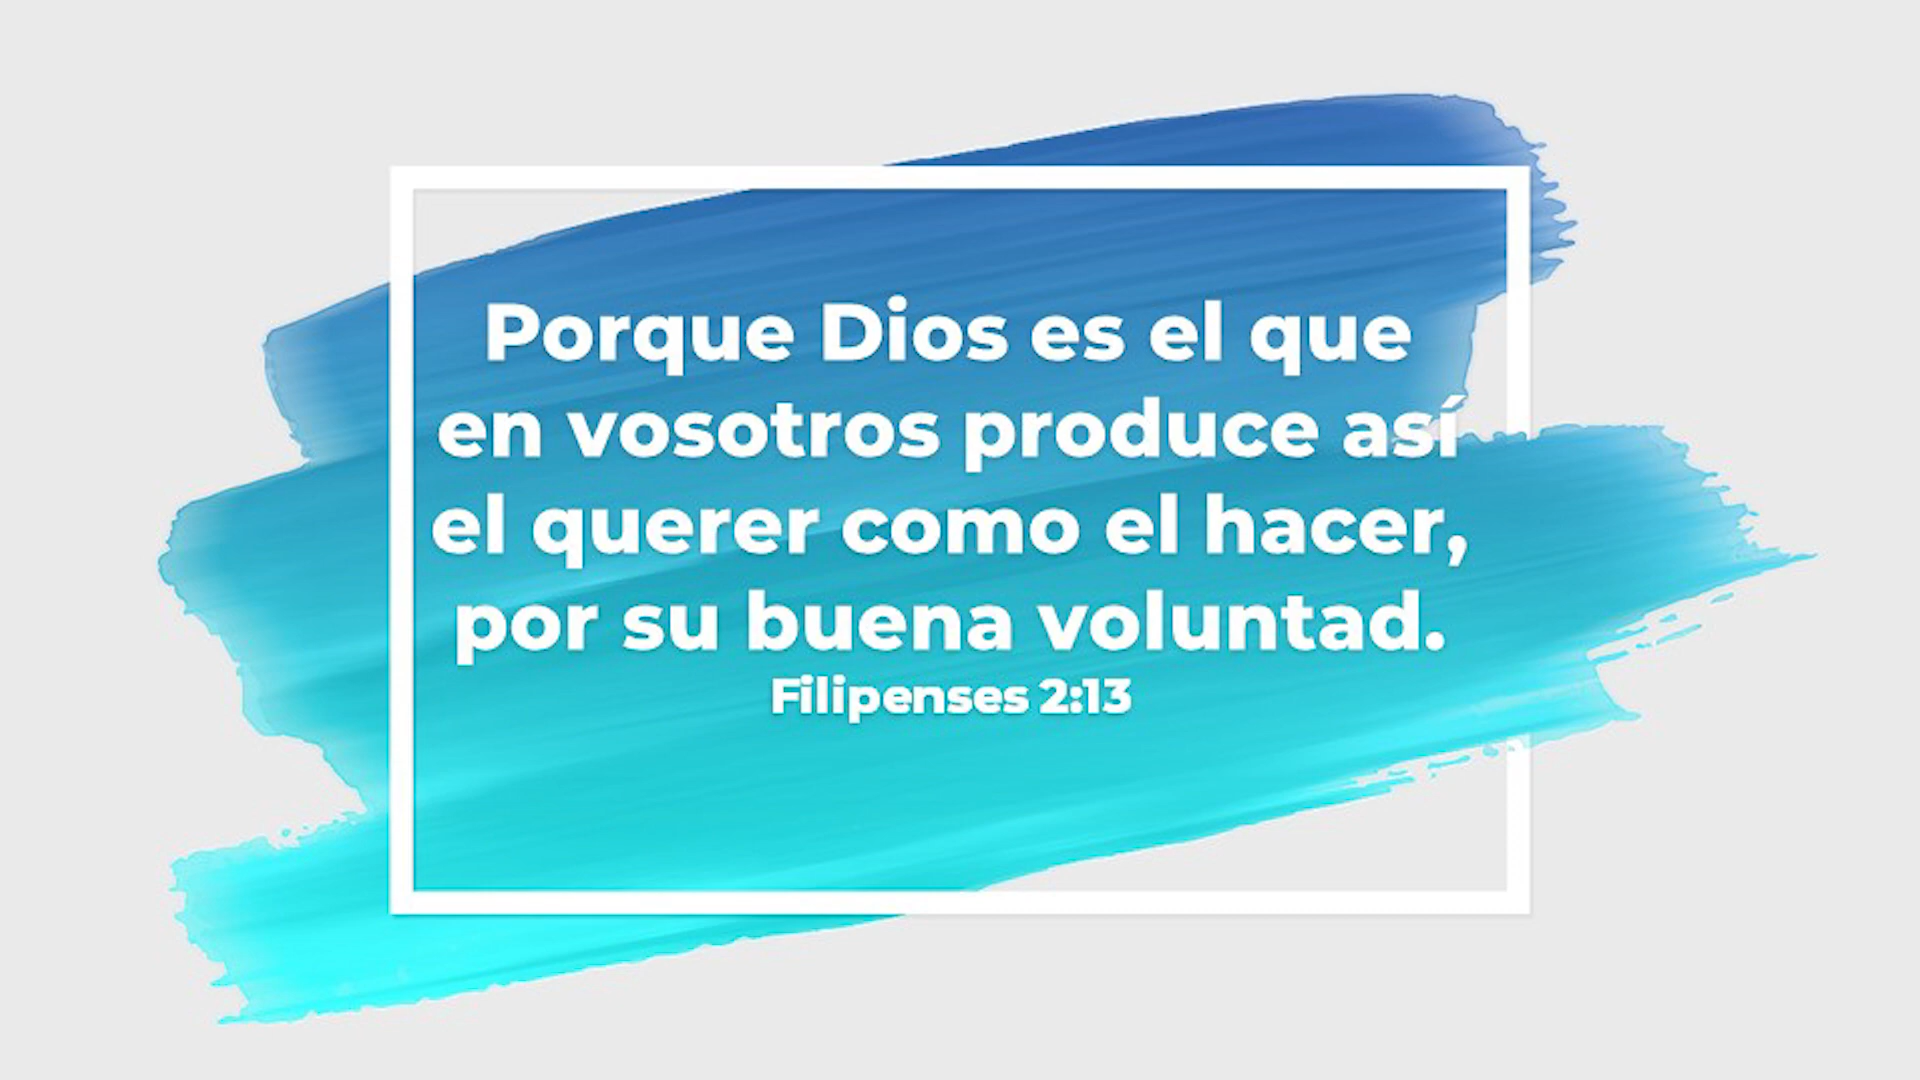 Porque Dios es el que
en vosotros produce así
el querer como el hacer,
por su buena voluntad.
Filipenses 2:13